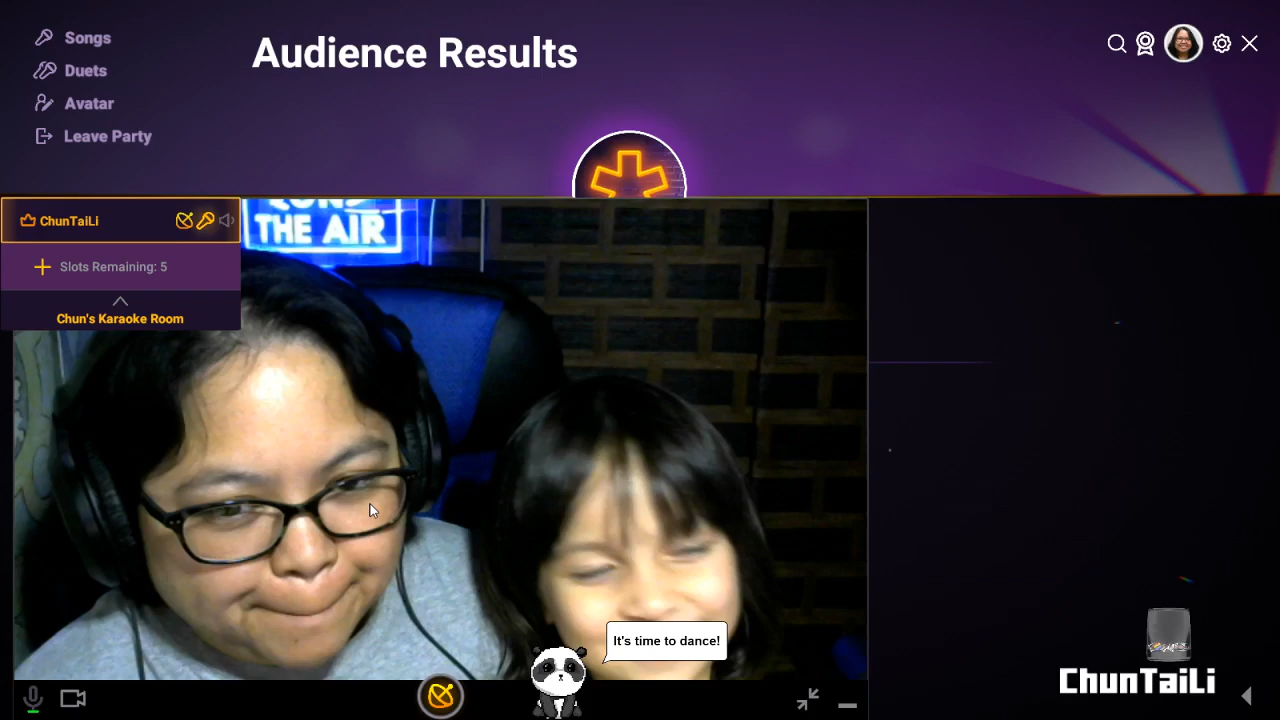 Songs
Duets
Avatar
Leave Party
Audience Results
ChunTaiLi
Slots Remaining: 5
Chun's Karaoke Room
THE AIR
It's time to dance!
ChunTaiLi